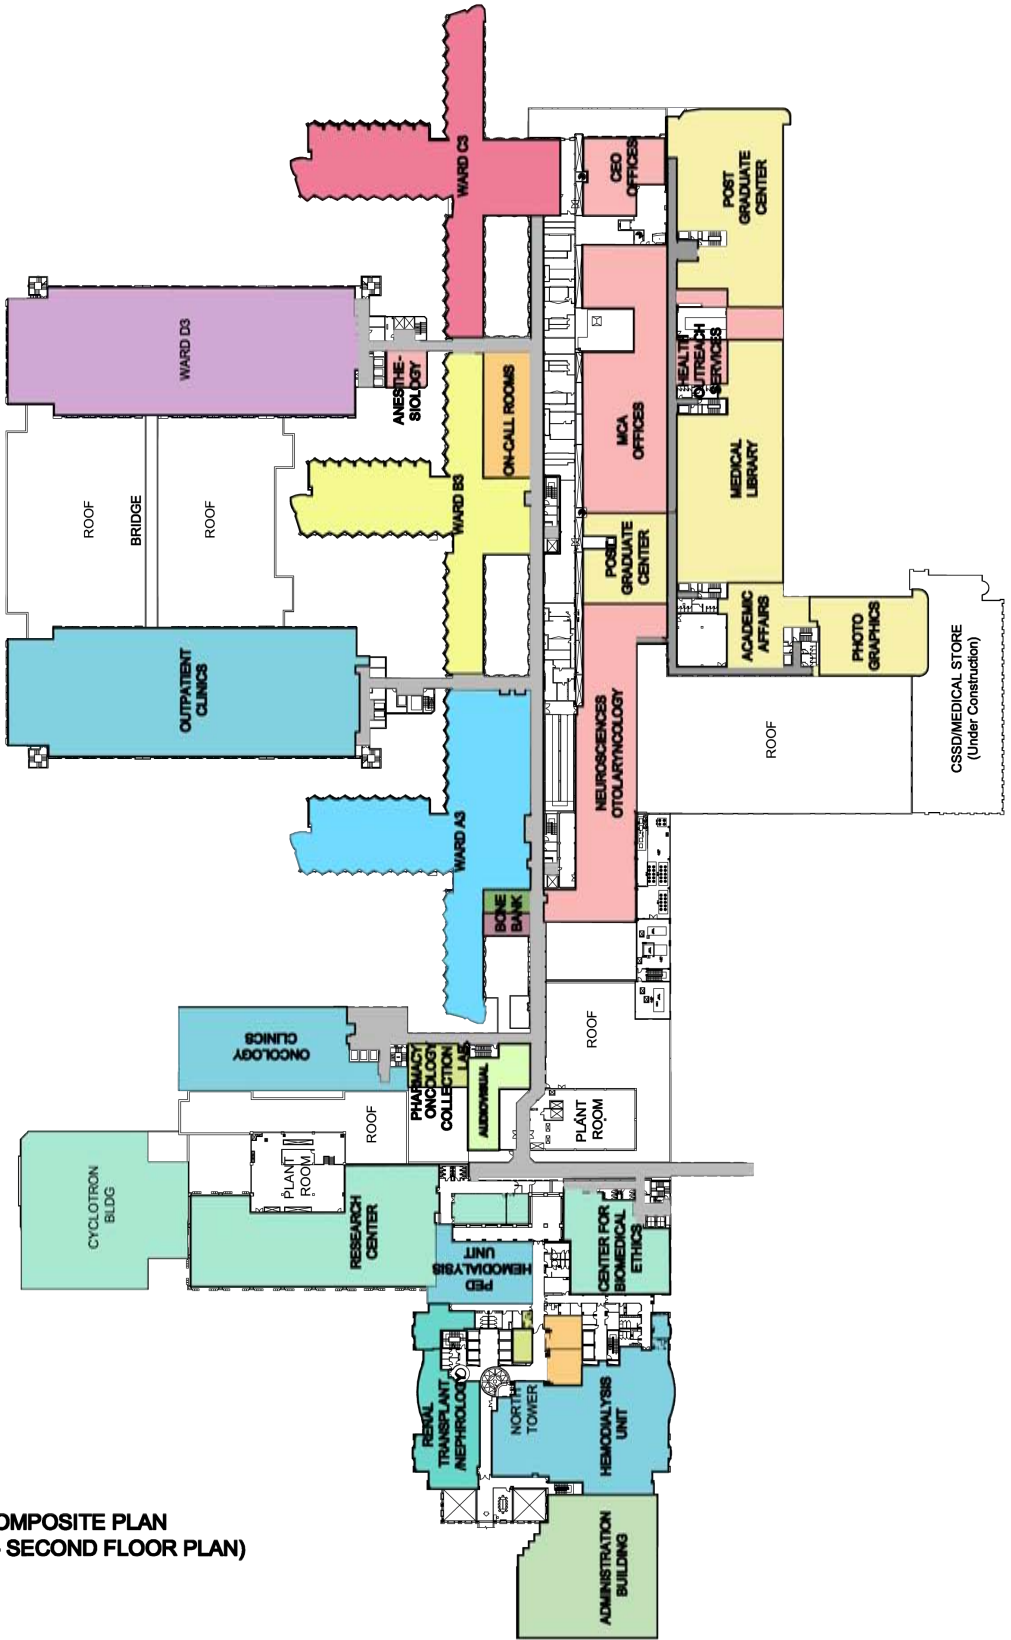 WARD C3
CEO
OFFICES
POST
GRADUATE
CENTER
WARD D3
ANESTHE-
SIOLOGY
ON-CALL ROOMS
MCA
OFFICES
HEALTH
OUTREACH
SERVICES
ROOF
BRIDGE
ROOF
WARD B3
MEDICAL
LIBRARY
POST
GRADUATE
CENTER
ACADEMIC
AFFAIRS
PHOTO
GRAPHICS
OUTPATIENT
CLINICS
NEUROSCIENCES
OTOLARYNCOLOGY
ROOF
CSSD/MEDICAL STORE
(Under Construction)
WARD A3
BONE
BANK
ONCOLOGY
CLINICS
PHARMACY
ONCOLOGY
COLLECTION
LAB
AUDIOVISUAL
ROOF
ROOF
PLANT
ROOM
CYCLOTRON
BLDG
PLANT
ROOM
RESEARCH
CENTER
PED
HEMODIALYSIS
UNIT
CENTER FOR
BIOMEDICAL
ETHICS
RENAL
TRANSPLANT
/NEPHROLOGY
NORTH
TOWER
HEMODIALYSIS
UNIT
ADMINISTRATION
BUILDING
OMPOSITE PLAN
SECOND FLOOR PLAN)